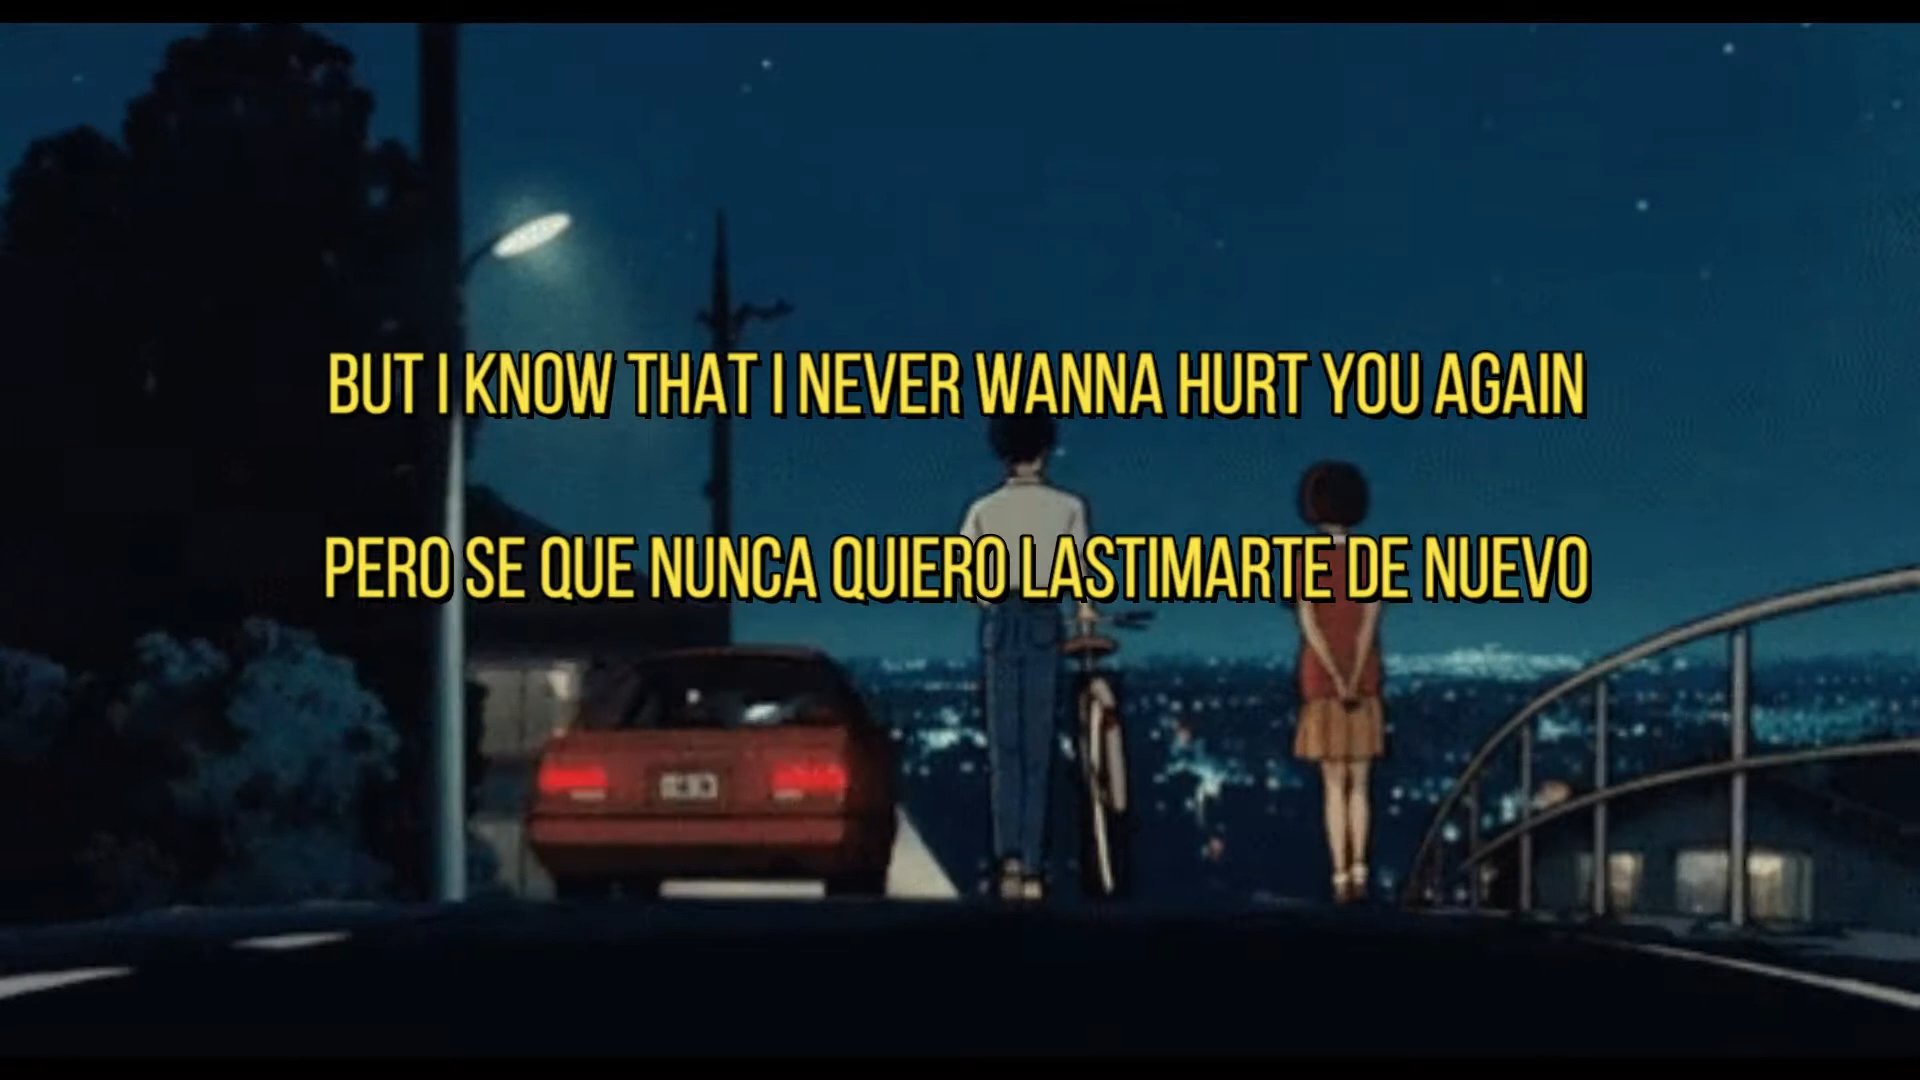 BUT I KNOW THAT I NEVER WANNA HURT YOU AGAIN
PERO SE QUE NUNCA QUIERO LASTIMARTE DE NUEVO